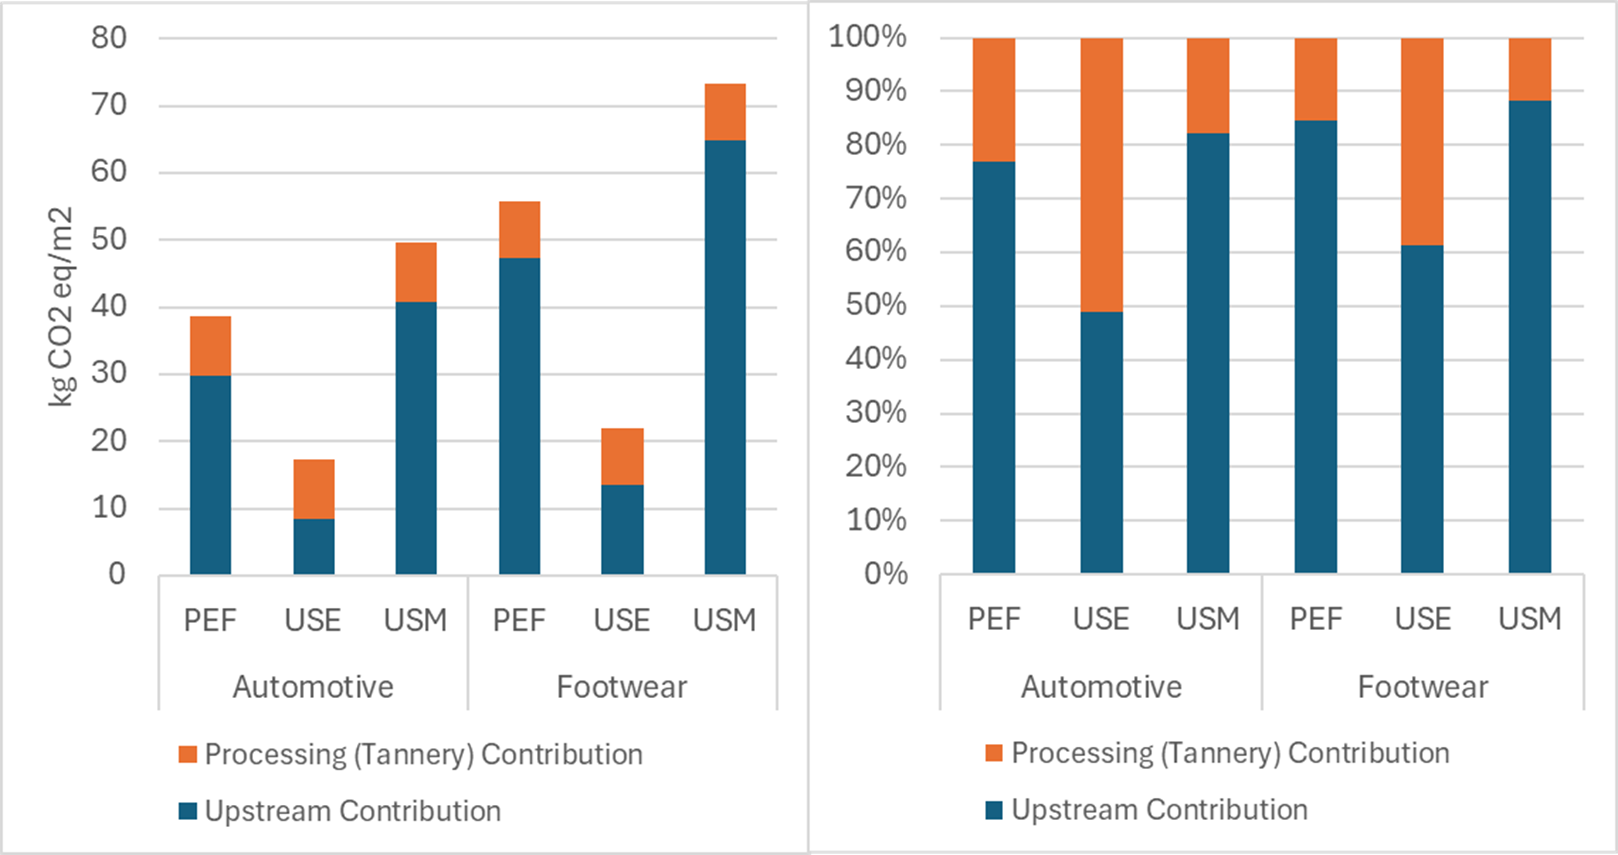 80
70
60
50
40
30
20
10
0
kg CO2 eq/m2
PEF USE USM PEF USE USM
Automotive Footwear
Processing (Tannery) Contribution
Upstream Contribution
100%
90%
80%
70%
60%
50%
40%
30%
20%
10%
0%
PEF USE USM PEF USE USM
Automotive Footwear
Processing (Tannery) Contribution
Upstream Contribution